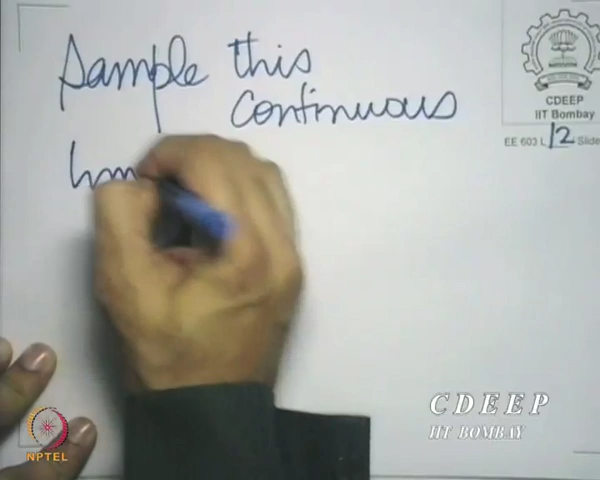 Sample this
continuous
CDEEP
IIT Bombay
EE 603 L 12 Slide
CDEEP
IIT BOMBAY
NPTEL